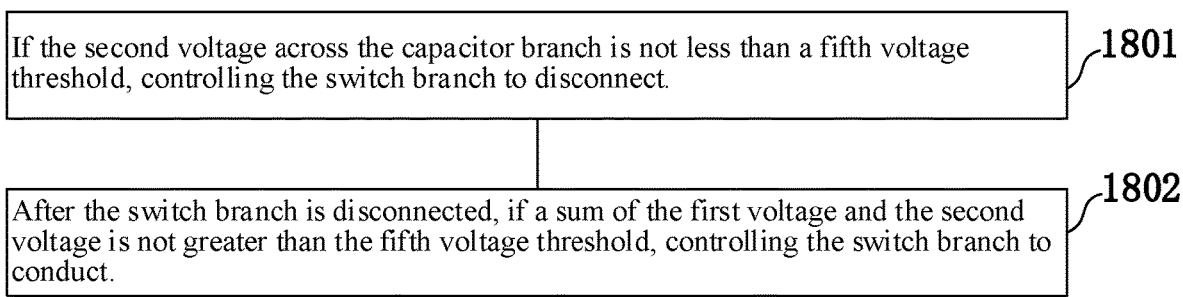 If the second voltage across the capacitor branch is not less than a fifth voltage
threshold, controlling the switch branch to disconnect.
1801
After the switch branch is disconnected, if a sum of the first voltage and the second
voltage is not greater than the fifth voltage threshold, controlling the switch branch to
conduct.
1802